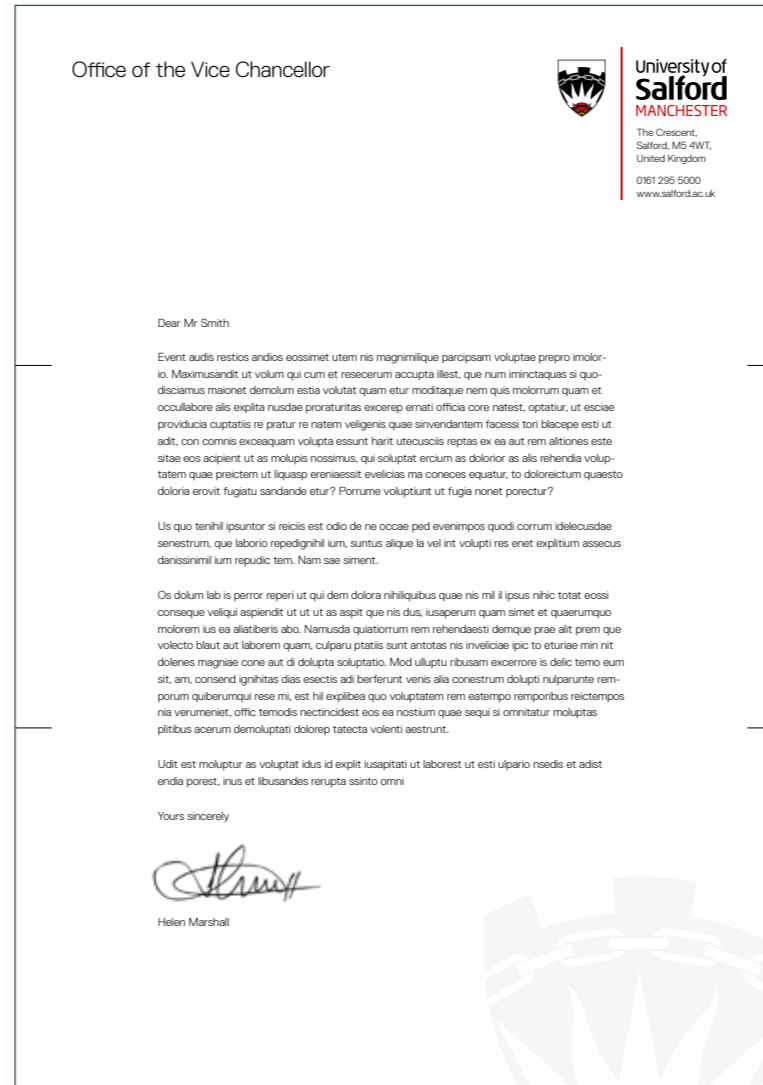 Office of the Vice Chancellor
University of
Salford
MANCHESTER
The Crescent,
Salford, M5 4WT,
United Kingdom
0161 295 5000
www.salford.ac.uk
Dear Mr Smith
Event audis restios andios eossimet utem nis magnimilique parcipsam voluptae prepro imolor-
io. Maximusandit ut volum qui cum et resecerum accupta illest, que num iminctaquas si quo-
disciamus maionet demolum estia volutat quam etur moditaque nem quis molorrum quam et
occullabore alis explita nusdae proraturitas excerep ernati officia core natest, optatiur, ut esciae
providucia cuptatiis re pratur re natem veligenis quae sinvendantem facessi tori blacepe esti ut
adit, con comnis exceaquam volupta essunt harit utecusciis reptas ex ea aut rem alitiones este
sitae eos acipient ut as molupis nossimus, qui soluptat ercium as dolorior as alis rehendia volup-
tatem quae preictem ut liquasp ereniaessit evelicias ma coneces equatur, to doloreictum quaesto
doloria erovit fugiatu sandande etur? Porrume voluptiunt ut fugia nonet porectur?
Us quo tenihil ipsuntor si reiciis est odio de ne occae ped evenimpos quodi corrum idelecusdae
senestrum, que laborio repedignihil ium, suntus alique la vel int volupti res enet explitium assecus
danissinimil ium repudic tem. Nam sae siment.
Os dolum lab is perror reperi ut qui dem dolora nihiliquibus quae nis mil il ipsus nihic totat eossi
conseque veliqui aspiendit ut ut ut as aspit que nis dus, iusaperum quam simet et quaerumquo
molorem ius ea aliatiberis abo. Namusda quiatiorrum rem rehendaesti demque prae alit prem que
volecto blaut aut laborem quam, culparu ptatiis sunt antotas nis inveliciae ipic to eturiae min nit
dolenes magniae cone aut di dolupta soluptatio. Mod ulluptu ribusam excerrore is delic temo eum
sit, am, consend ignihitas dias esectis adi berferunt venis alia conestrum dolupti nulparunte rem-
porum quiberumqui rese mi, est hil explibea quo voluptatem rem eatempo remporibus reictempos
nia verumeniet, offic temodis nectincidest eos ea nostium quae sequi si omnitatur moluptas
plitibus acerum demoluptati dolorep tatecta volenti aestrunt.
Udit est moluptur as voluptat idus id explit iusapitati ut laborest ut esti ulpario nsedis et adist
endia porest, inus et libusandes rerupta ssinto omni
Yours sincerely
Helen Marshall